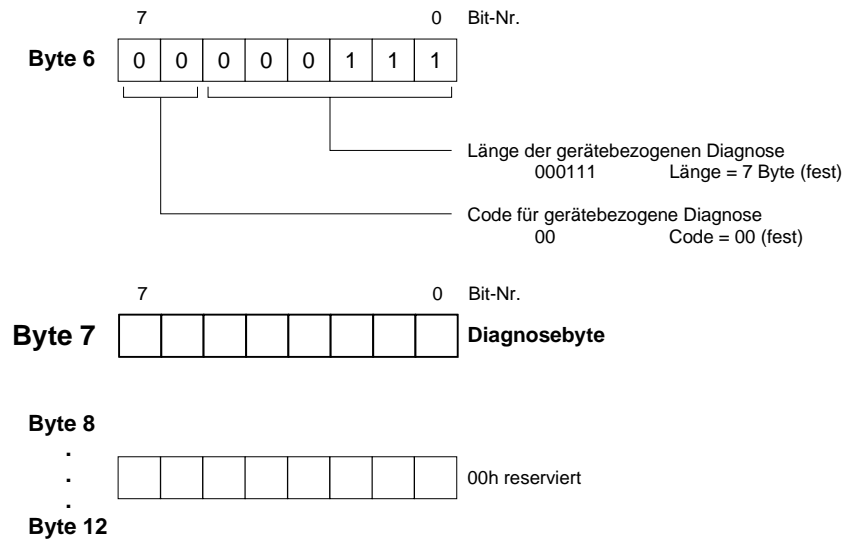 7 0 Bit-Nr.
Byte 6 0 0 0 0 0 1 1 1
Länge der gerätebezogenen Diagnose
000111 Länge = 7 Byte (fest)
Code für gerätebezogene Diagnose
00 Code = 00 (fest)
7 0 Bit-Nr.
Byte 7 Diagnosebyte
Byte 8
.
. 00h reserviert
.
Byte 12